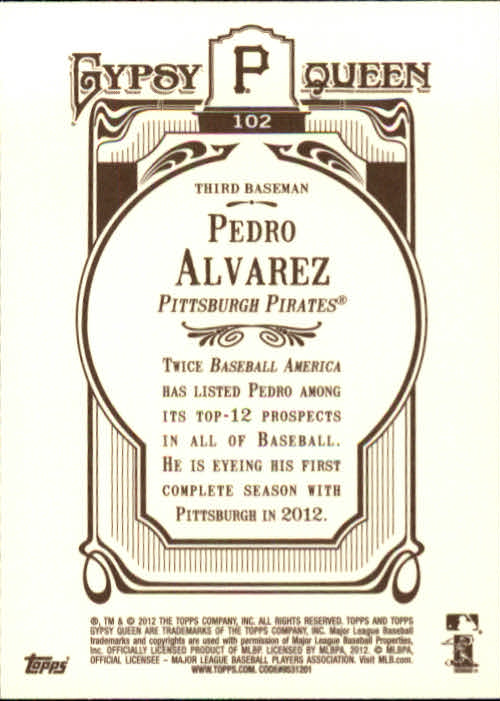 GYPSY P QUEEN
102
THIRD BASEMAN
PEDRO
ALVAREZ
PITTSBURGH PIRATES®
TWICE BASEBALL AMERICA
HAS LISTED PEDRO AMONG
ITS TOP-12 PROSPECTS
IN ALL OF BASEBALL.
HE IS EYEING HIS FIRST
COMPLETE SEASON WITH
PITTSBURGH IN 2012.
®, TM & © 2012 THE TOPPS COMPANY, INC. ALL RIGHTS RESERVED. TOPPS AND TOPPS
GYPSY QUEEN ARE TRADEMARKS OF THE TOPPS COMPANY, INC. Major League Baseball
trademarks and copyrights are used with permission of Major League Baseball Properties,
Inc. OFFICIALLY LICENSED PRODUCT OF MLBP. LICENSED BY MLBPA, 2012. © MLBPA,
OFFICIAL LICENSEE – MAJOR LEAGUE BASEBALL PLAYERS ASSOCIATION. Visit MLB.com.
WWW.TOPPS.COM. CODE#9531201
Topps